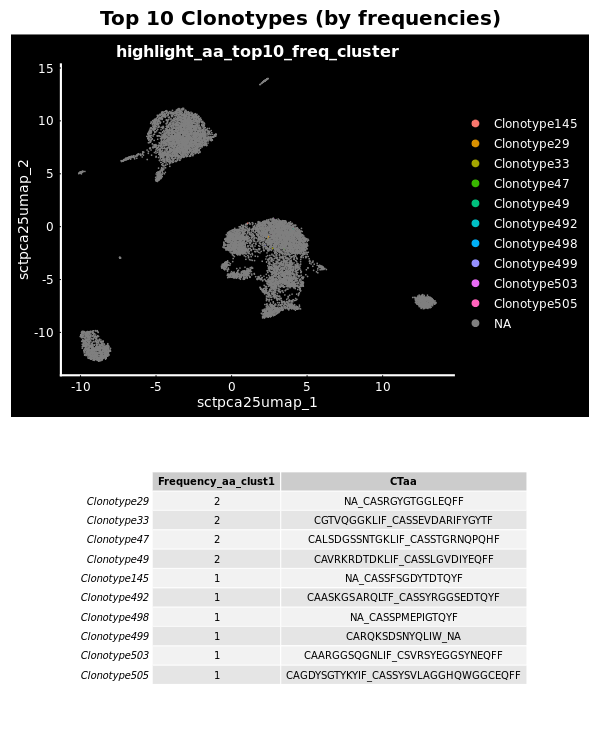 Top 10 Clonotypes (by frequencies)
highlight_aa_top10_freq_cluster
15
10
5
0
-5
-10
sctpca25umap_2
-10
-5
0
5
10
sctpca25umap_1
Clonotype145
Clonotype29
Clonotype33
Clonotype47
Clonotype49
Clonotype492
Clonotype498
Clonotype499
Clonotype503
Clonotype505
NA
Frequency_aa_clust1 CTaa
Clonotype29 2 NA_CASRGYGTGGLEQFF
Clonotype33 2 CGTVQGGKLIF_CASSEVDARIFYGYTF
Clonotype47 2 CALSDGSSNTGKLIF_CASSTGRNQPQHF
Clonotype49 2 CAVRKRDTDKLIF_CASSLGVDIYEQFF
Clonotype145 1 NA_CASSFSGDYTDTQYF
Clonotype492 1 CAASKGSARQLTF_CASSYRGGSEDTQYF
Clonotype498 1 NA_CASSPMEPIGTQYF
Clonotype499 1 CARQKSDSNYQLIW_NA
Clonotype503 1 CAARGGSQGNLIF_CSVRSYEGGSYNEQFF
Clonotype505 1 CAGDYSGTYKYIF_CASSYSVLAGGHQWGGCEQFF